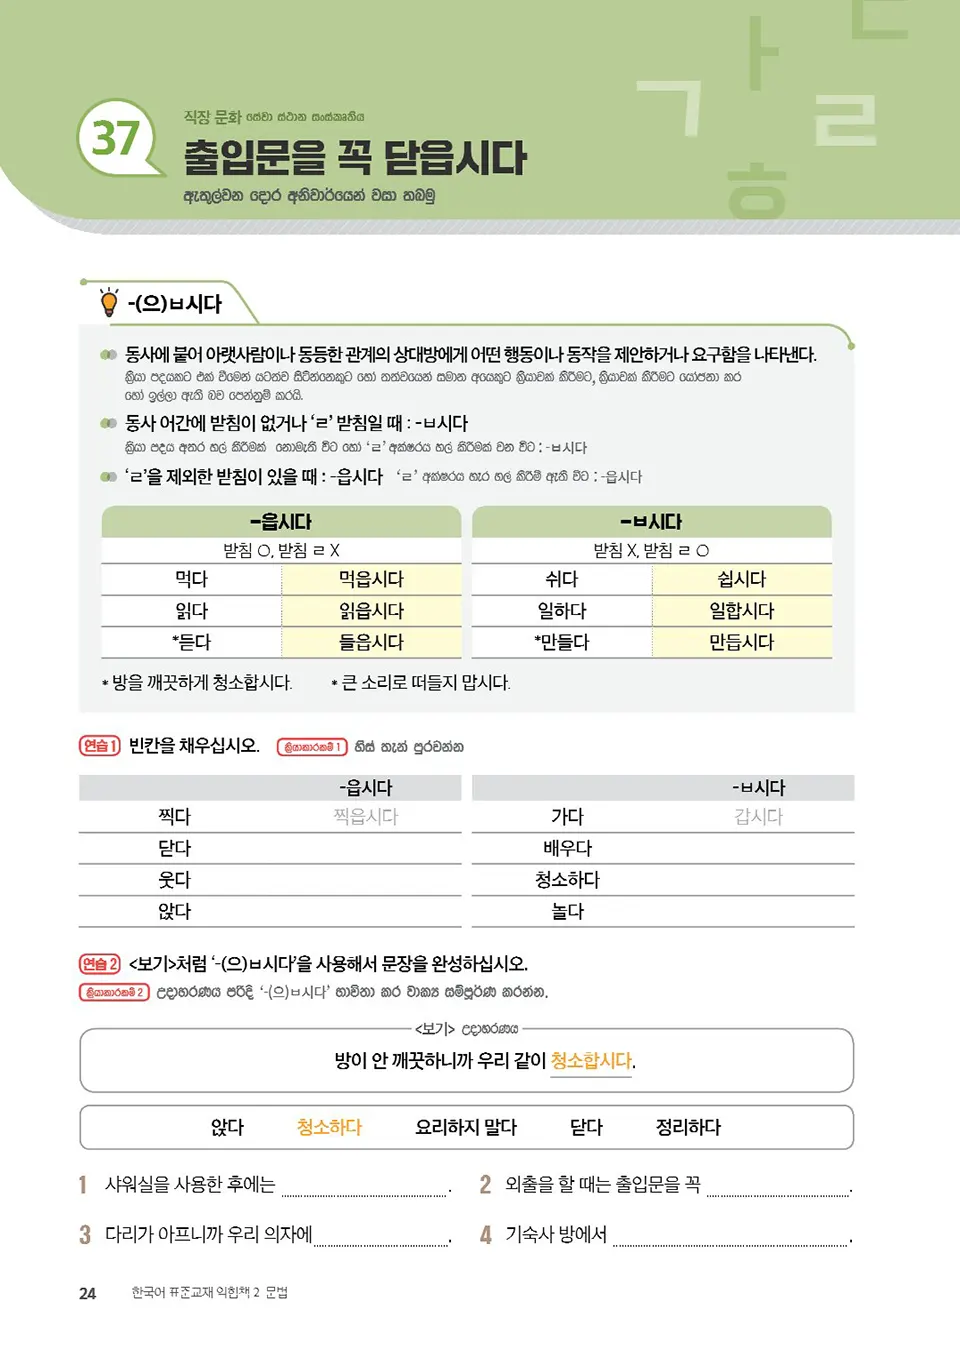 37
직장 문화 සේවා ස්ථාන සංස්කෘතිය
출입문을 꼭 닫읍시다
ඇතුල්වන දොර අනිවාර්යෙන් වසා තබමු
ㄱ ㅏ ㄹ ㅎ ㄷ
-(으)ㅂ시다
동사에 붙어 아랫사람이나 동등한 관계의 상대방에게 어떤 행동이나 동작을 제안하거나 요구함을 나타낸다.
ක්‍රියා පදයකට එක් වීමෙන් යටත්ව සිටින්නෙකුට හෝ තත්වයෙන් සමාන අයෙකුට ක්‍රියාවක් කිරීමට, ක්‍රියාවක් කිරීමට යෝජනා කර
හෝ ඉල්ලා ඇති බව පෙන්නුම් කරයි.
동사 어간에 받침이 없거나 ‘ㄹ’ 받침일 때 : -ㅂ시다
ක්‍රියා පදය අතර හල් කිරීමක් නොමැති විට හෝ ‘ㄹ’ අක්ෂරය හල් කිරීමක් වන විට : -ㅂ시다
‘ㄹ’을 제외한 받침이 있을 때 : -읍시다 ‘ㄹ’ අක්ෂරය හැර හල් කිරීම් ඇති විට : -읍시다
-읍시다 -ㅂ시다
받침 O, 받침 ㄹ X 받침 X, 받침 ㄹ O
먹다 먹읍시다 쉬다 쉽시다
읽다 읽읍시다 일하다 일합시다
*듣다 들읍시다 *만들다 만듭시다
* 방을 깨끗하게 청소합시다. * 큰 소리로 떠들지 맙시다.
연습 1 빈칸을 채우십시오. ක්‍රියාකාරකම් 1 හිස් තැන් පුරවන්න
-읍시다 -ㅂ시다
찍다 찍읍시다 가다 갑시다
닫다 배우다
웃다 청소하다
앉다 놀다
연습 2 <보기>처럼 ‘-(으)ㅂ시다’을 사용해서 문장을 완성하십시오.
ක්‍රියාකාරකම් 2 උදාහරණය පරිදි ‘-(으)ㅂ시다’ භාවිතා කර වාක්‍ය සම්පූර්ණ කරන්න.
<보기> උදාහරණය
방이 안 깨끗하니까 우리 같이 청소합시다.
앉다 청소하다 요리하지 말다 닫다 정리하다
1 샤워실을 사용한 후에는 . 2 외출을 할 때는 출입문을 꼭 .
3 다리가 아프니까 우리 의자에 . 4 기숙사 방에서 .
24 한국어 표준교재 익힘책 2 문법